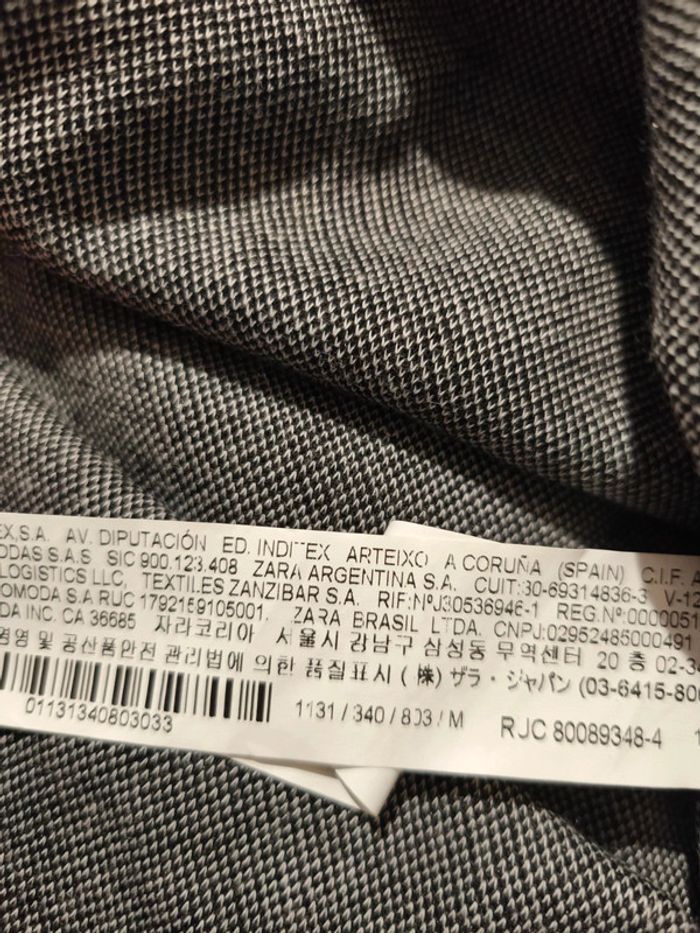 EX,S.A. AV. DIPUTACIÓN ED. INDITEX ARTEIXO A CORUÑA (SPAIN) C.I.F.
ODAS S.A.S SIC 900.123.408 ZARA ARGENTINA S.A. CUIT:30-69314836-3 V-12
LOGISTICS LLC, TEXTILES ZANZIBAR S.A. RIF:NºJ30536946-1 REG.Nº:0000051
OMODA S.A RUC 1792159105001, ZARA BRASIL LTDA. CNPJ:02952485000491
DA INC. CA 36685 자라코리아 서울시 강남구 삼성동 무역센터 20 층 02-34
및 공산품안전 관리법에 의한 품질표시 (株) ザラ・ジャパン (03-6415-80
01131340803033 1131 / 340 / 803 / M RJC 80089348-4